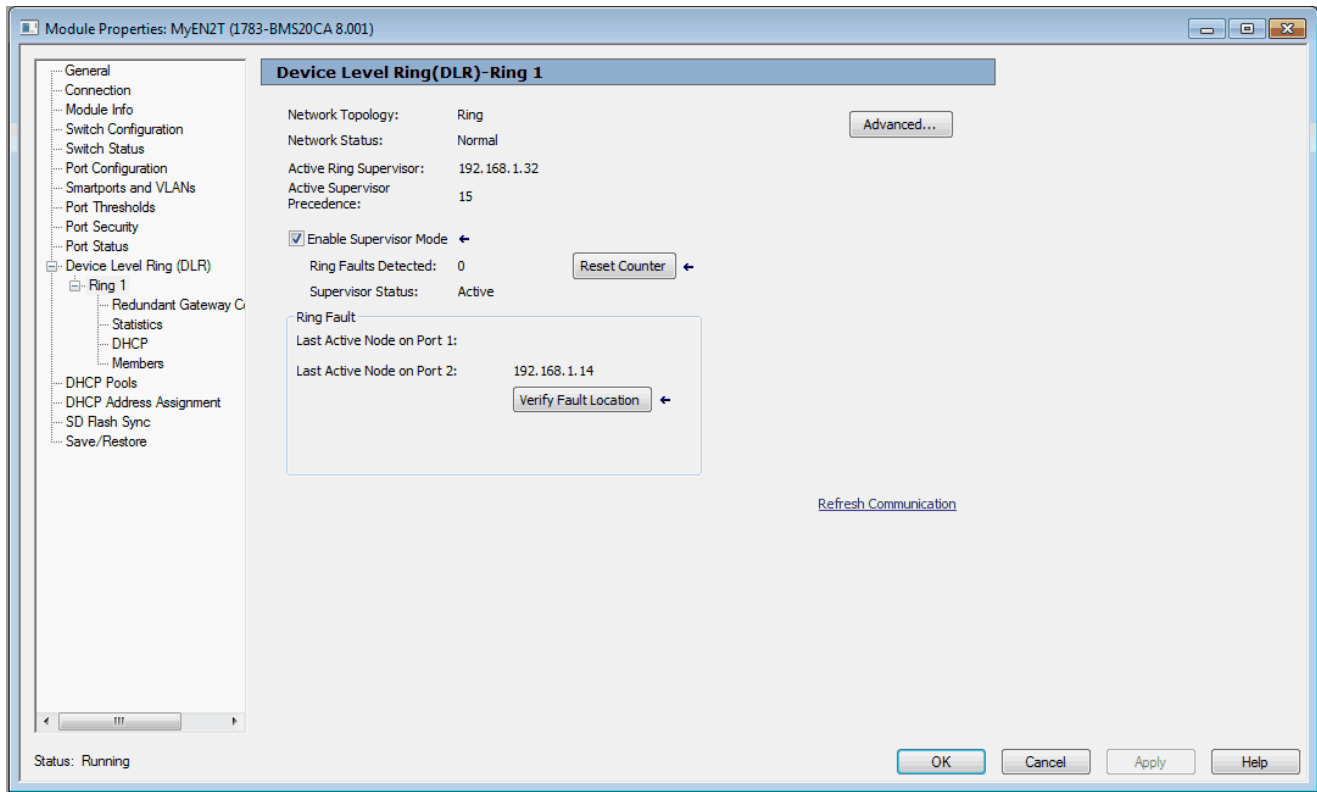 Module Properties: MyEN2T (1783-BMS20CA 8.001)
General
Connection
Module Info
Switch Configuration
Switch Status
Port Configuration
Smartports and VLANs
Port Thresholds
Port Security
Port Status
Device Level Ring (DLR)
Ring 1
Redundant Gateway C
Statistics
DHCP
Members
DHCP Pools
DHCP Address Assignment
SD Flash Sync
Save/Restore
Device Level Ring(DLR)-Ring 1
Network Topology: Ring
Advanced...
Network Status: Normal
Active Ring Supervisor: 192.168.1.32
Active Supervisor
Precedence: 15
Enable Supervisor Mode
Ring Faults Detected: 0 Reset Counter
Supervisor Status: Active
Ring Fault
Last Active Node on Port 1:
Last Active Node on Port 2: 192.168.1.14
Verify Fault Location
Refresh Communication
Status: Running
OK Cancel Apply Help